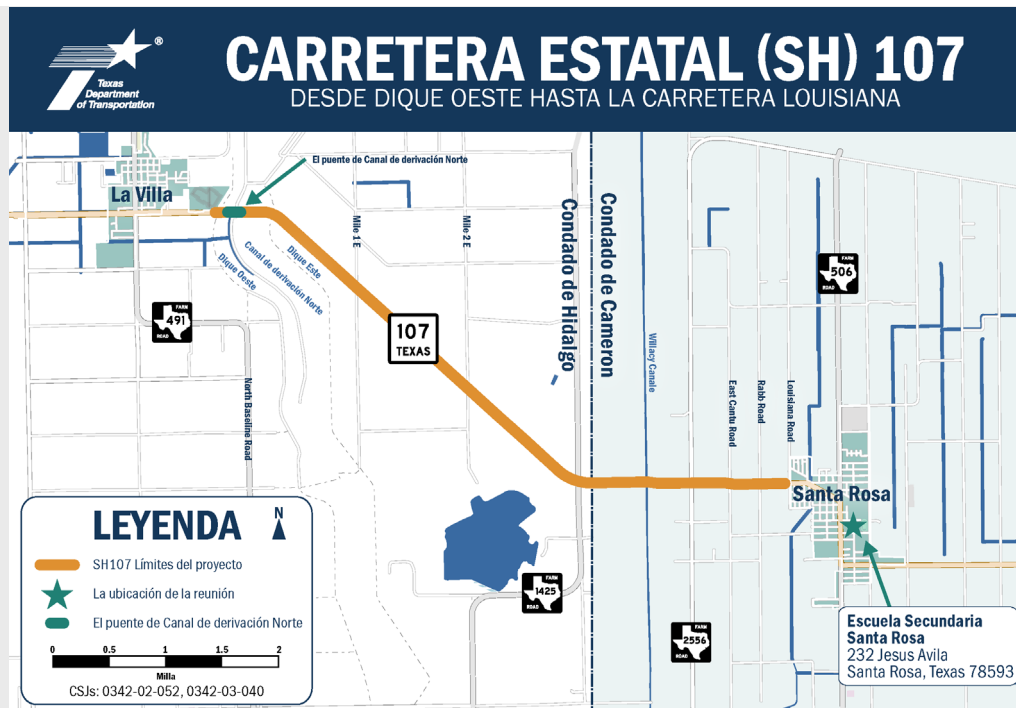 Texas
Department
of Transportation
®
CARRETERA ESTATAL (SH) 107
DESDE DIQUE OESTE HASTA LA CARRETERA LOUISIANA
El puente de Canal de derivación Norte
La Villa
Mile 1 E
Mile 2 E
Condado de Hidalgo
Condado de Cameron
Dique Este
Canal de derivación Norte
Dique Oeste
FARM
506
ROAD
FARM
491
ROAD
107
TEXAS
Willacy Canale
North Baseline Road
East Cantu Road
Rabb Road
Louisiana Road
Santa Rosa
LEYENDA
N
SH107 Límites del proyecto
La ubicación de la reunión
El puente de Canal de derivación Norte
0 0.5 1 1.5 2
Milla
CSJs: 0342-02-052, 0342-03-040
FARM
1425
ROAD
FARM
2556
ROAD
Escuela Secundaria
Santa Rosa
232 Jesus Avila
Santa Rosa, Texas 78593